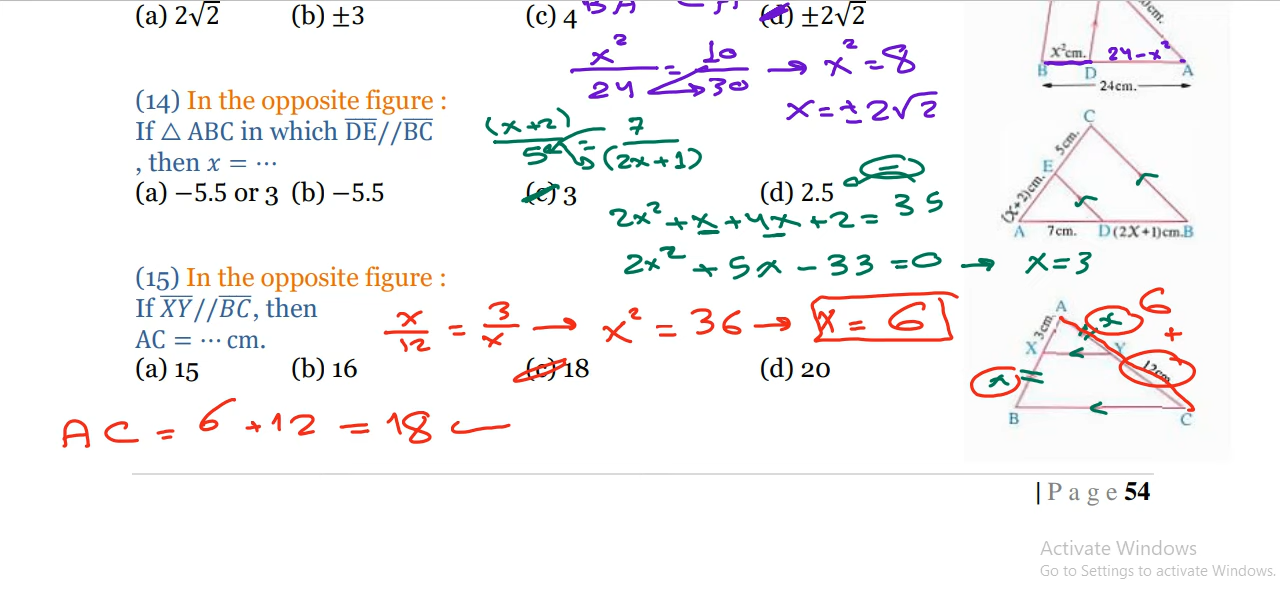 (a) 2√2 (b) ±3 (c) 4 (d) ±2√2
x²/24 = 10/30 → x² = 8
x = ±2√2
x²cm. 24-x²
B D A
24cm.
(14) In the opposite figure :
If △ ABC in which DE//BC
, then x = ⋯
(a) −5.5 or 3 (b) −5.5 (c) 3 (d) 2.5
(x+2)/5 = 7/(2x+1)
2x² + x + 4x + 2 = 35
2x² + 5x - 33 = 0 → x = 3
C
5cm.
E
(X+2)cm.
A 7cm. D (2X+1)cm. B
(15) In the opposite figure :
If XY//BC, then
AC = ⋯ cm.
(a) 15 (b) 16 (c) 18 (d) 20
x/12 = 3/x → x² = 36 → x = 6
A 6
3cm. x +
X Y
x = 12cm
B C
AC = 6 + 12 = 18
| P a g e 54
Activate Windows
Go to Settings to activate Windows.